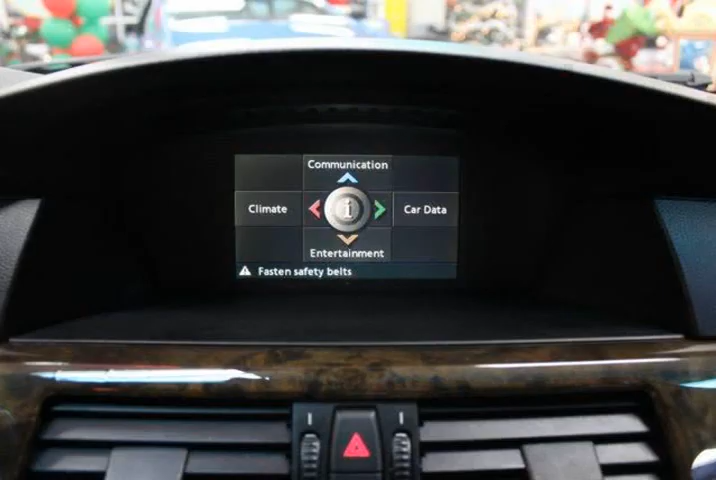 Communication
Climate
i
Car Data
Entertainment
Fasten safety belts